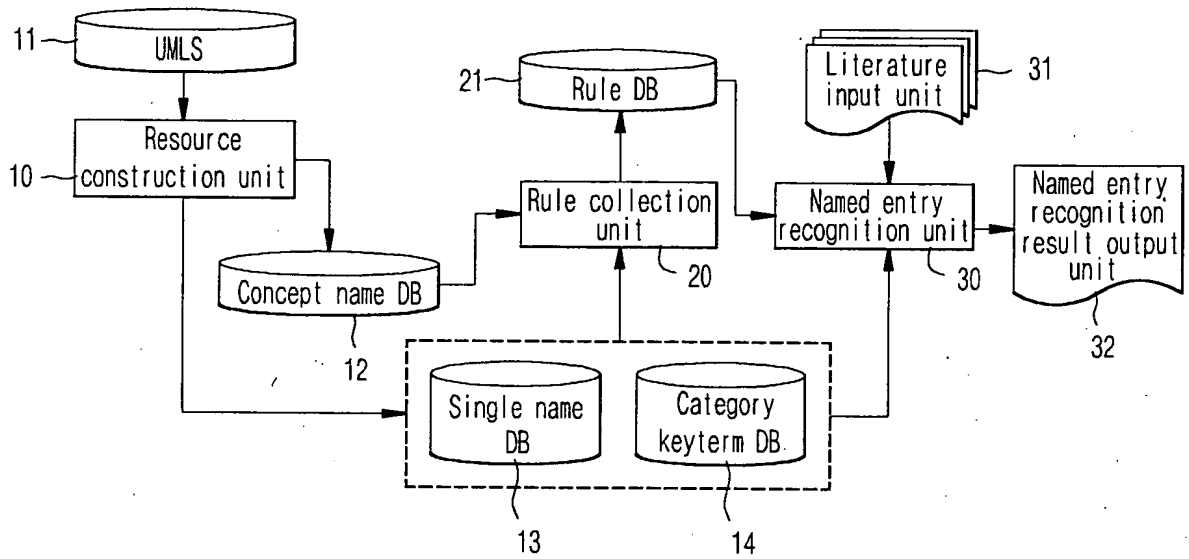 11
UMLS
10
Resource
construction unit
Concept name DB
12
21
Rule DB
Rule collection
unit
20
Literature
input unit
31
Named entry
recognition unit
30
Named entry
recognition
result output
unit
32
Single name
DB
13
Category
keyterm DB
14